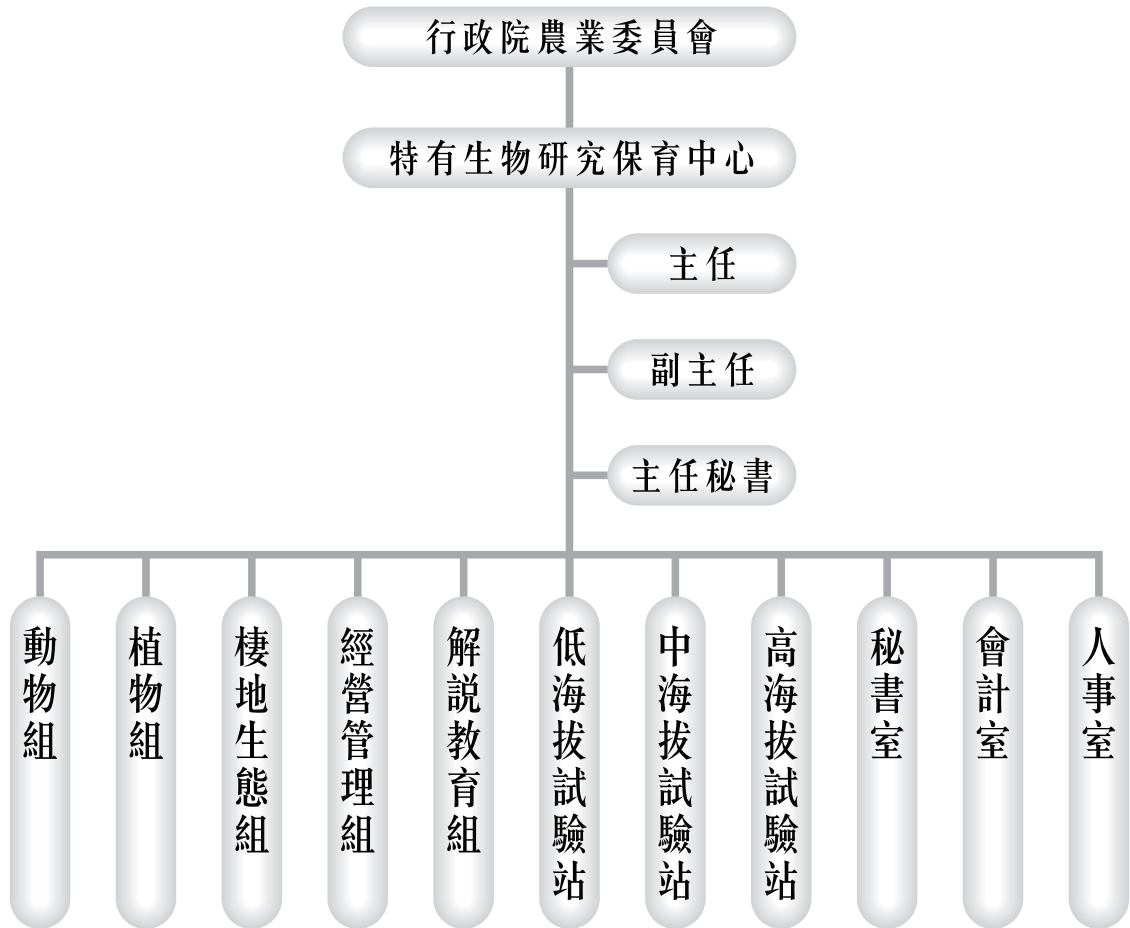 行政院農業委員會
特有生物研究保育中心
主任
副主任
主任秘書
動物組
植物組
棲地生態組
經營管理組
解說教育組
低海拔試驗站
中海拔試驗站
高海拔試驗站
秘書室
會計室
人事室